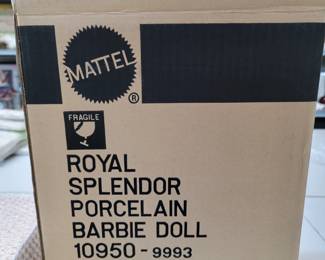 MATTEL
®
FRAGILE
ROYAL
SPLENDOR
PORCELAIN
BARBIE DOLL
10950-9993